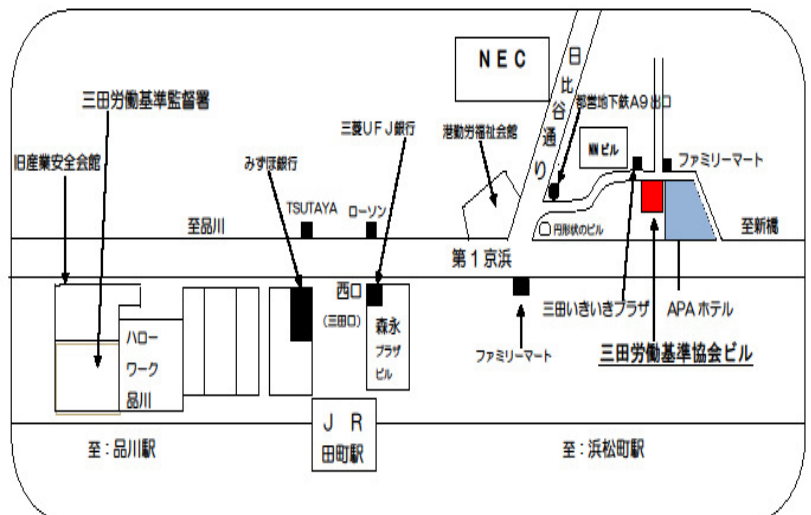 NEC
日比谷通り
三田労働基準監督署
都営地下鉄A9出口
三菱UFJ銀行
港勤労福祉会館
旧産業安全会館
みずほ銀行
NNビル
ファミリーマート
TSUTAYA
ローソン
至品川
円形状のビル
至新橋
第1京浜
西口
(三田口)
三田いきいきプラザ
APAホテル
森永
プラザ
ビル
ハロー
ワーク
品川
ファミリーマート
三田労働基準協会ビル
JR
田町駅
至:品川駅
至:浜松町駅